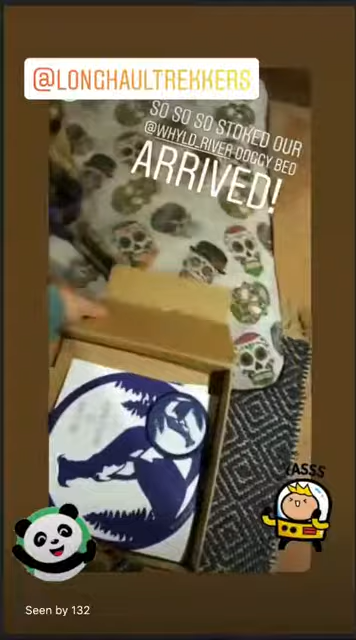 @LONGHAULTREKKERS
SO SO SO STOKED OUR
@WHYLD_RIVER DOGGY BED
ARRIVED!
YASSS
Seen by 132